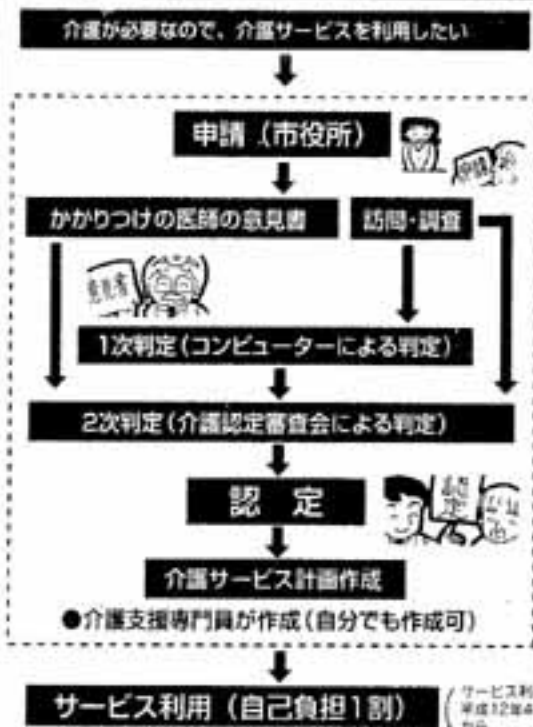 介護が必要なので、介護サービスを利用したい
申請(市役所)
申請
かかりつけの医師の意見書
訪問・調査
意見書
1次判定(コンピューターによる判定)
2次判定(介護認定審査会による判定)
認定
認定
介護サービス計画作成
●介護支援専門員が作成(自分でも作成可)
サービス利用(自己負担1割)
サービス利
平成12年4
から